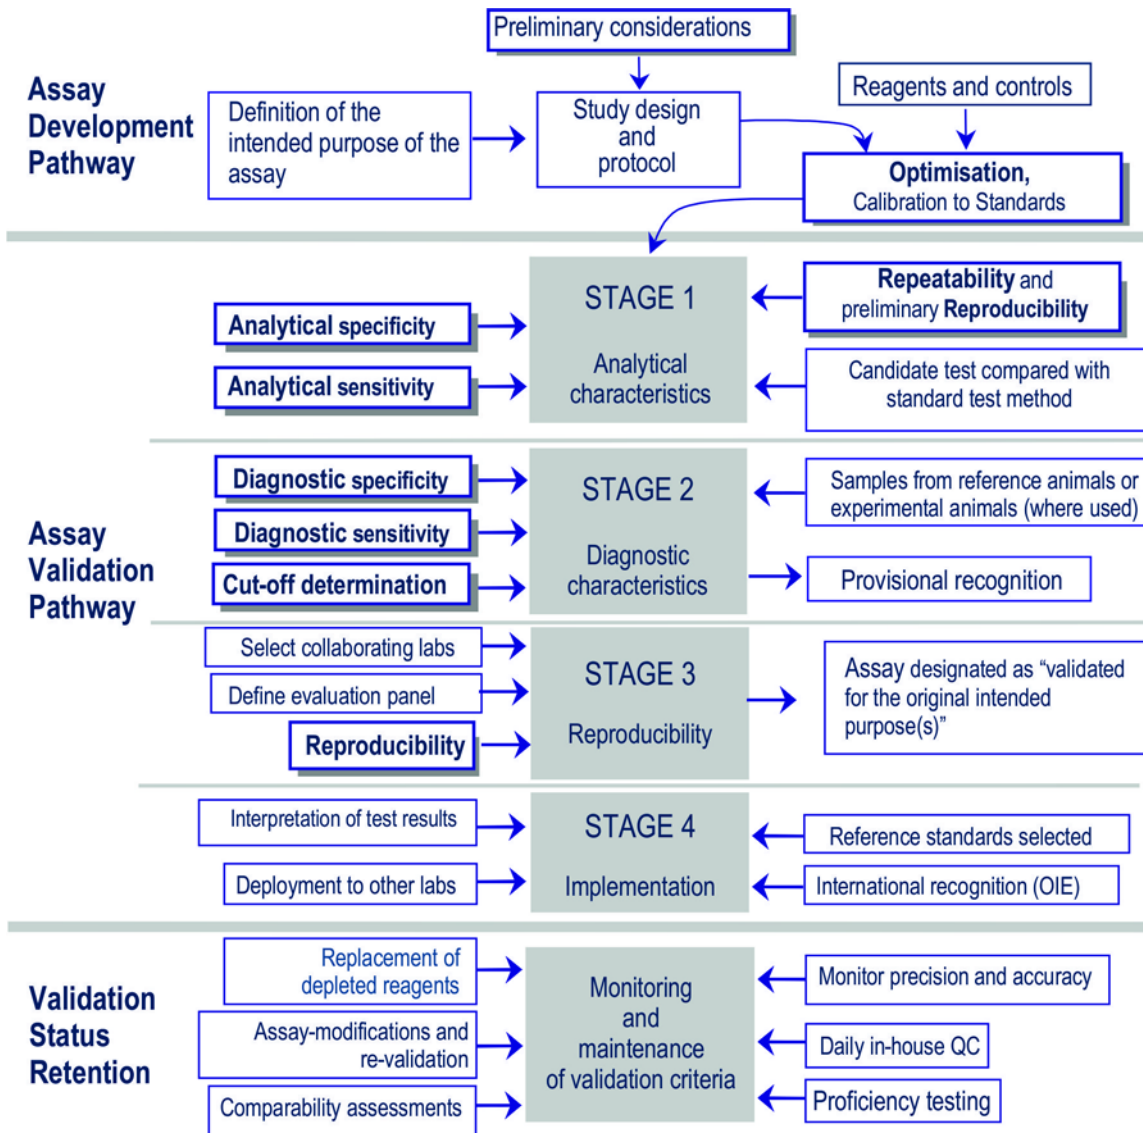 Preliminary considerations
Assay
Development
Pathway
Definition of the
intended purpose of the
assay
Study design
and
protocol
Reagents and controls
Optimisation,
Calibration to Standards
STAGE 1
Analytical
characteristics
Analytical specificity
Analytical sensitivity
Repeatability and
preliminary Reproducibility
Candidate test compared with
standard test method
Assay
Validation
Pathway
Diagnostic specificity
Diagnostic sensitivity
Cut-off determination
STAGE 2
Diagnostic
characteristics
Samples from reference animals or
experimental animals (where used)
Provisional recognition
Select collaborating labs
Define evaluation panel
Reproducibility
STAGE 3
Reproducibility
Assay designated as “validated
for the original intended
purpose(s)”
Interpretation of test results
Deployment to other labs
STAGE 4
Implementation
Reference standards selected
International recognition (OIE)
Validation
Status
Retention
Replacement of
depleted reagents
Assay-modifications and
re-validation
Comparability assessments
Monitoring
and
maintenance
of validation criteria
Monitor precision and accuracy
Daily in-house QC
Proficiency testing